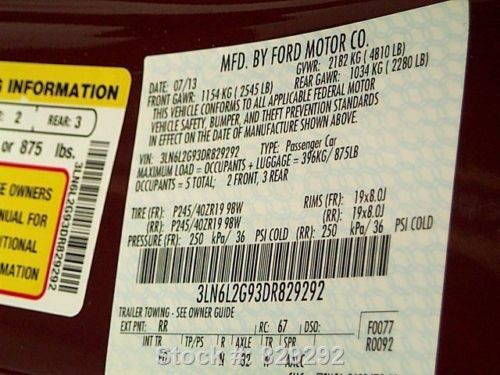 G INFORMATION
: 2 REAR: 3
or 875 lbs.
E OWNERS
NUAL FOR
ITIONAL
RMATION
3LN6L2G93DR829292
MFD. BY FORD MOTOR CO.
DATE: 07/13 GVWR: 2182 KG ( 4810 LB)
FRONT GAWR: 1154 KG ( 2545 LB) REAR GAWR: 1034 KG ( 2280 LB)
THIS VEHICLE CONFORMS TO ALL APPLICABLE FEDERAL MOTOR
VEHICLE SAFETY, BUMPER, AND THEFT PREVENTION STANDARDS
IN EFFECT ON THE DATE OF MANUFACTURE SHOWN ABOVE.
VIN: 3LN6L2G93DR829292 TYPE: Passenger Car
MAXIMUM LOAD = OCCUPANTS + LUGGAGE = 396KG/ 875LB
OCCUPANTS = 5 TOTAL; 2 FRONT, 3 REAR
TIRE (FR): P245/40ZR19 98W RIMS (FR): 19x8.0J
(RR): P245/40ZR19 98W (RR): 19x8.0J
PRESSURE (FR): 250 kPa/ 36 PSI COLD (RR): 250 kPa/ 36 PSI COLD
3LN6L2G93DR829292
TRAILER TOWING - SEE OWNER GUIDE
EXT PNT: RR RC: 67 DSO: F0077
R0092
INT TR TP/PS R AXLE TR
32
Stock # 828292